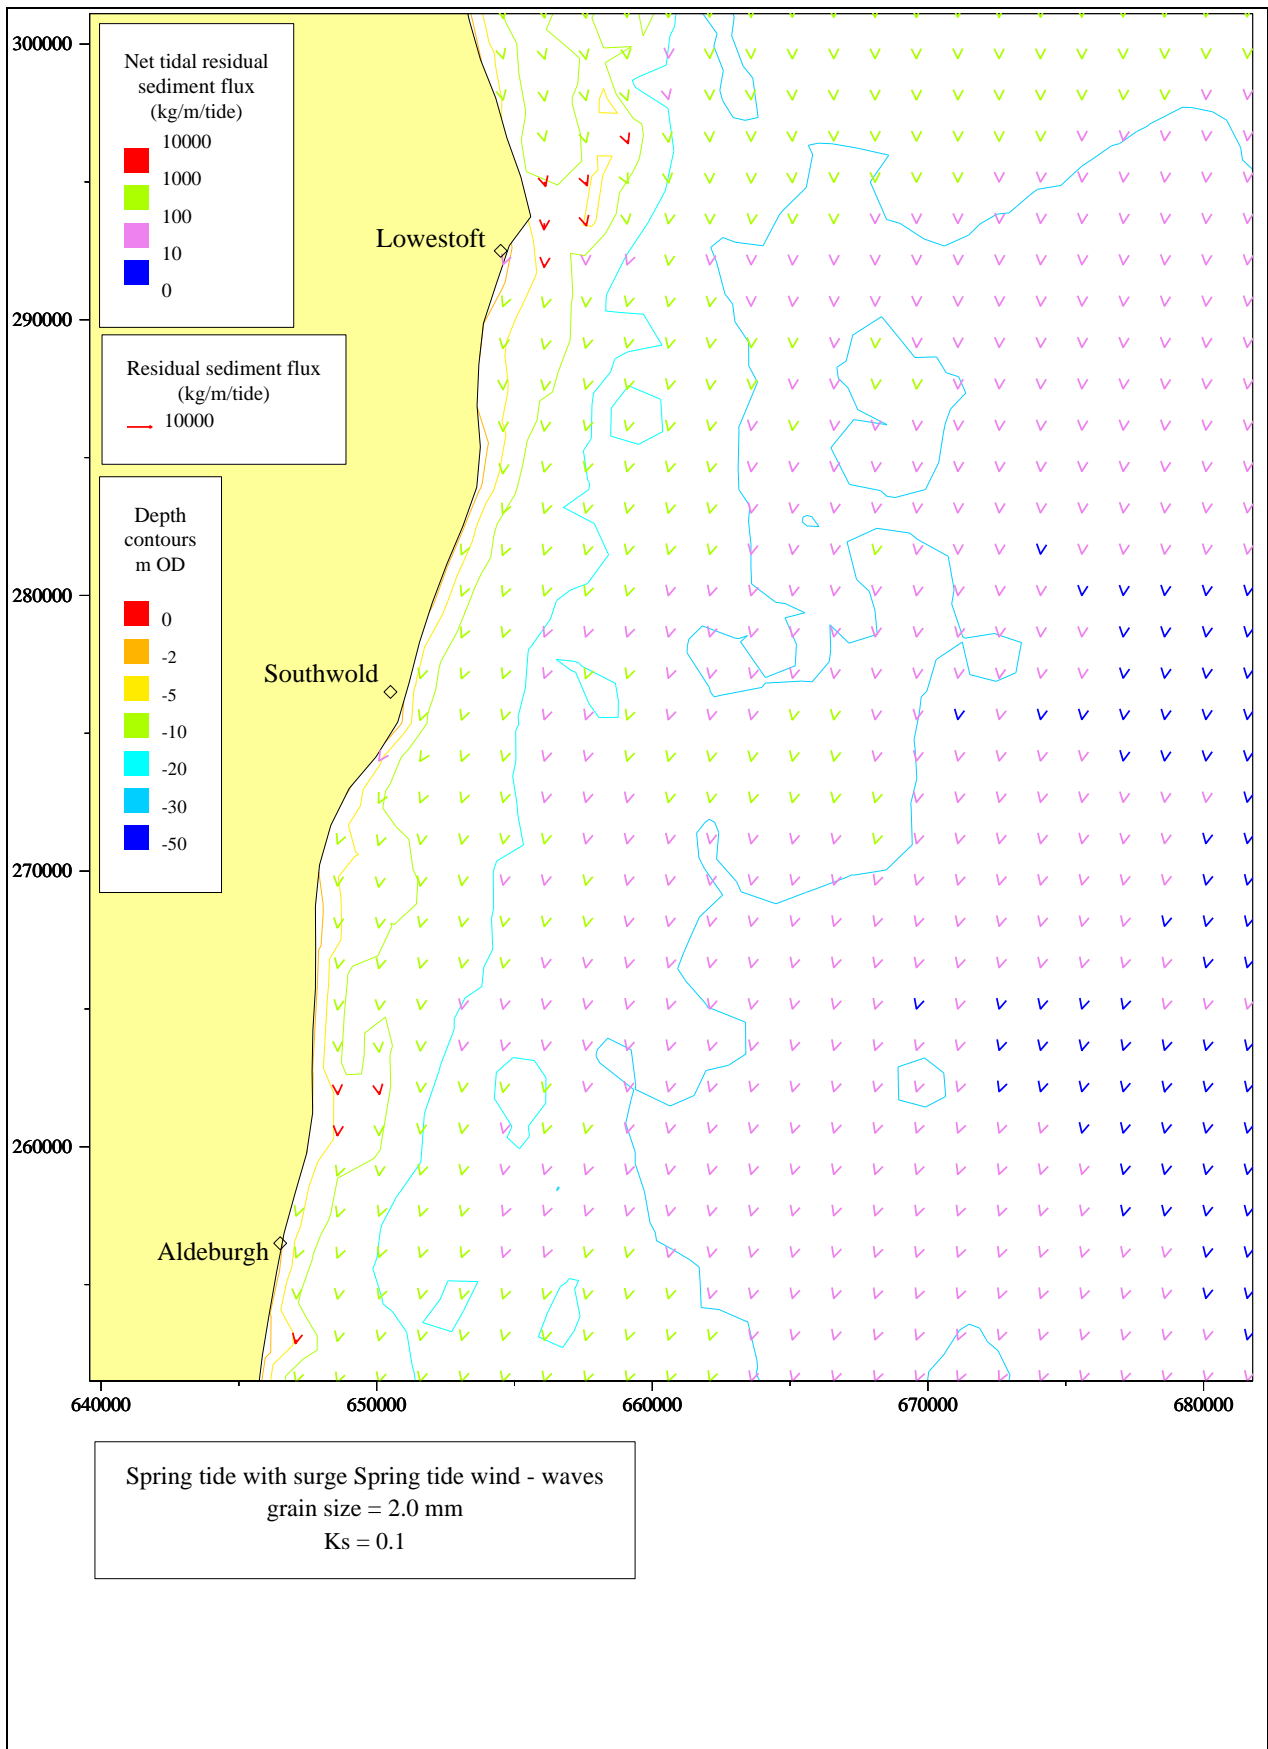 300000
290000
280000
270000
260000
Net tidal residual
sediment flux
(kg/m/tide)
10000
1000
100
10
0
Residual sediment flux
(kg/m/tide)
10000
Depth
contours
m OD
0
-2
-5
-10
-20
-30
-50
Lowestoft
Southwold
Aldeburgh
640000
650000
660000
670000
680000
Spring tide with surge Spring tide wind - waves
grain size = 2.0 mm
Ks = 0.1